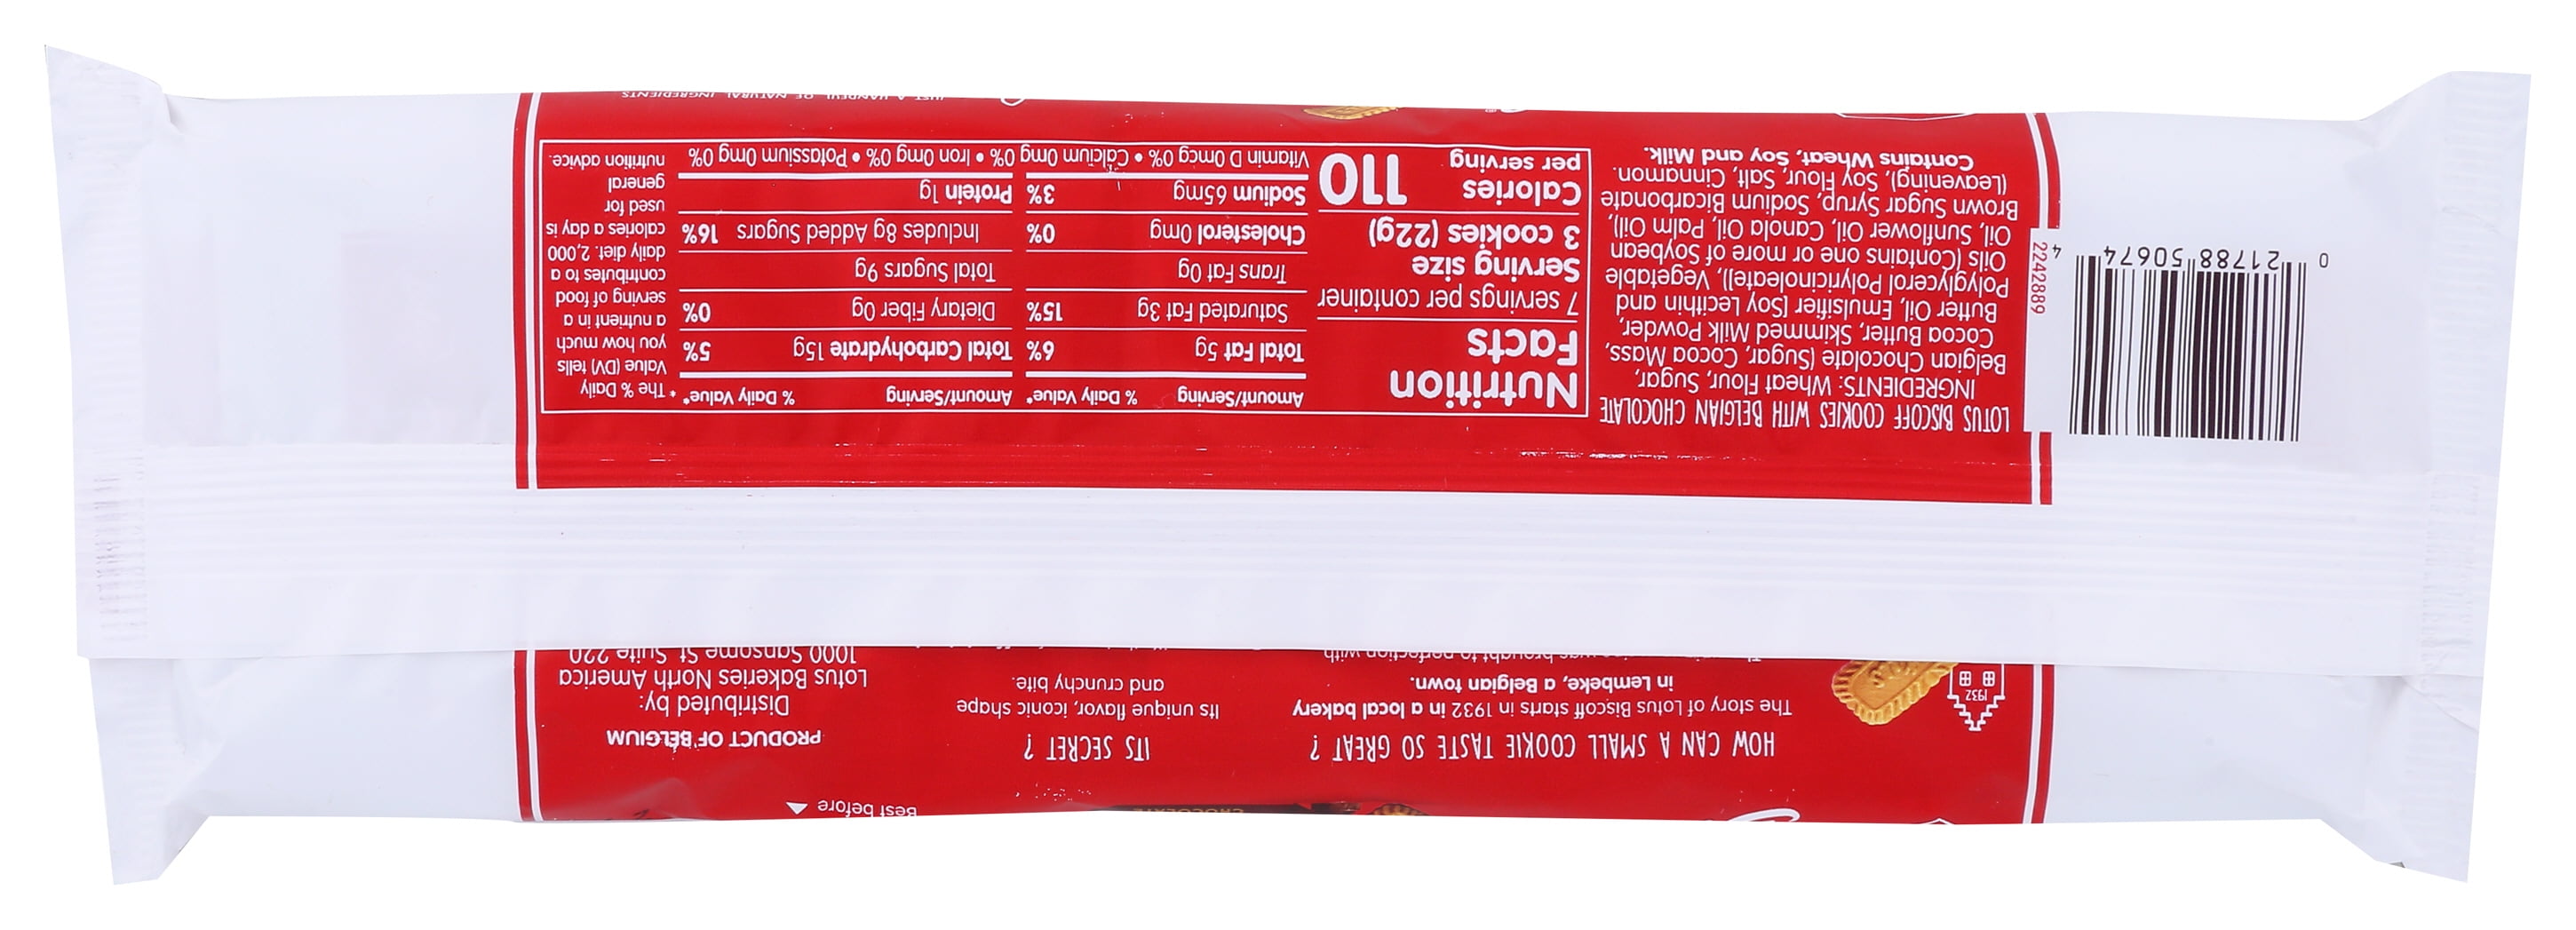 Best before
CHOCOLATE
HOW CAN A SMALL COOKIE TASTE SO GREAT ?
The story of Lotus Biscoff starts in 1932 in a local bakery
in Lembeke, a Belgian town.
1932
ITS SECRET ?
Its unique flavor, iconic shape
and crunchy bite.
PRODUCT OF BELGIUM
Distributed by:
Lotus Bakeries North America
1000 Sansome St. Suite 220
0 21788 50674 4
2242889
LOTUS BISCOFF COOKIES WITH BELGIAN CHOCOLATE
INGREDIENTS: Wheat Flour, Sugar,
Belgian Chocolate (Sugar, Cocoa Mass,
Cocoa Butter, Skimmed Milk Powder,
Butter Oil, Emulsifier [Soy Lecithin and
Polyglycerol Polyricinoleate]), Vegetable
Oils (Contains one or more of Soybean
Oil, Sunflower Oil, Canola Oil, Palm Oil),
Brown Sugar Syrup, Sodium Bicarbonate
(Leavening), Soy Flour, Salt, Cinnamon.
Contains Wheat, Soy and Milk.
Nutrition
Facts
7 servings per container
Serving size
3 cookies (22g)
Calories
per serving 110
Amount/Serving % Daily Value*
Total Fat 5g 6%
Saturated Fat 3g 15%
Trans Fat 0g
Cholesterol 0mg 0%
Sodium 65mg 3%
Amount/Serving % Daily Value*
Total Carbohydrate 15g 5%
Dietary Fiber 0g 0%
Total Sugars 9g
Includes 8g Added Sugars 16%
Protein 1g
Vitamin D 0mcg 0% • Calcium 0mg 0% • Iron 0mg 0% • Potassium 0mg 0%
* The % Daily
Value (DV) tells
you how much
a nutrient in a
serving of food
contributes to a
daily diet. 2,000
calories a day is
used for
general
nutrition advice.
JUST A HANDFUL OF NATURAL INGREDIENTS